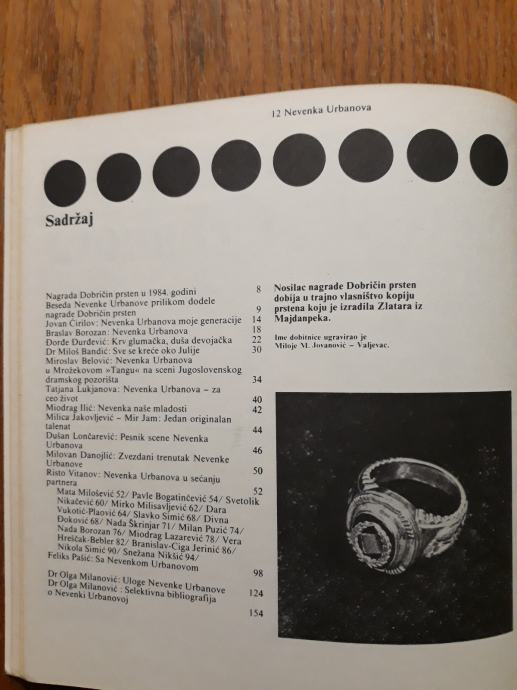 12 Nevenka Urbanova
Sadržaj
Nagrada Dobričin prsten u 1984. godini 8
Beseda Nevenke Urbanove prilikom dodele
nagrade Dobričin prsten 9
Jovan Ćirilov: Nevenka Urbanova moje generacije 14
Braslav Borozan: Nevenka Urbanova 18
Đorđe Đurđević: Krv glumačka, duša devojačka 22
Dr Miloš Bandić: Sve se kreće oko Julije 30
Miroslav Belović: Nevenka Urbanova
u Mrožekovom »Tangu« na sceni Jugoslovenskog
dramskog pozorišta 34
Tatjana Lukjanova: Nevenka Urbanova – za
ceo život 40
Miodrag Ilić: Nevenka naše mladosti 42
Milica Jakovljević – Mir Jam: Jedan originalan
talenat 44
Dušan Lončarević: Pesnik scene Nevenka
Urbanova 46
Milovan Danojlić: Zvezdani trenutak Nevenke
Urbanove 50
Risto Vitanov: Nevenka Urbanova u sećanju
partnera 52
Mata Milošević 52/ Pavle Bogatinčević 54/ Svetolik
Nikačević 60/ Mirko Milisavljević 62/ Dara
Vukotić-Plaović 64/ Slavko Simić 68/ Divna
Đoković 68/ Nada Škrinjar 71/ Milan Puzić 74/
Nada Borozan 76/ Miodrag Lazarević 78/ Vera
Hrešćak-Bebler 82/ Branislav-Ciga Jerinić 86/
Nikola Simić 90/ Snežana Nikšić 94/
Feliks Pašić: Sa Nevenkom Urbanovom 98
Dr Olga Milanović: Uloge Nevenke Urbanove 124
Dr Olga Milanović : Selektivna bibliografija
o Nevenki Urbanovoj 154
Nosilac nagrade Dobričin prsten
dobija u trajno vlasništvo kopiju
prstena koju je izradila Zlatara iz
Majdanpeka.
Ime dobitnice ugravirao je
Miloje M. Jovanović – Valjevac.